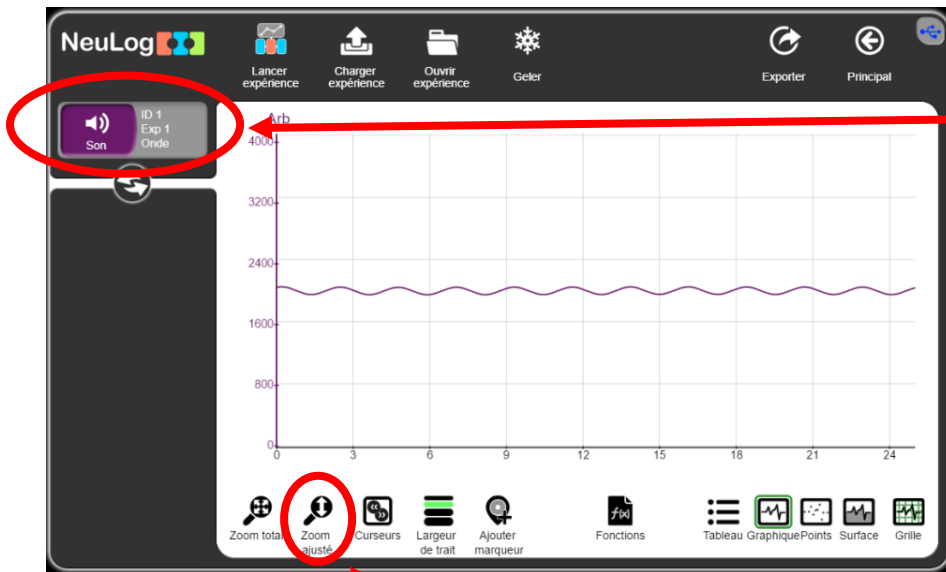 NeuLog
Lancer
expérience
Charger
expérience
Ouvrir
expérience
Geler
Exporter
Principal
Son
ID 1
Exp 1
Onde
Arb
4000
3200
2400
1600
800
0
0 3 6 9 12 15 18 21 24
Zoom total
Zoom
ajusté
Curseurs
Largeur
de trait
Ajouter
marqueur
f(x)
Fonctions
Tableau
Graphique
Points
Surface
Grille